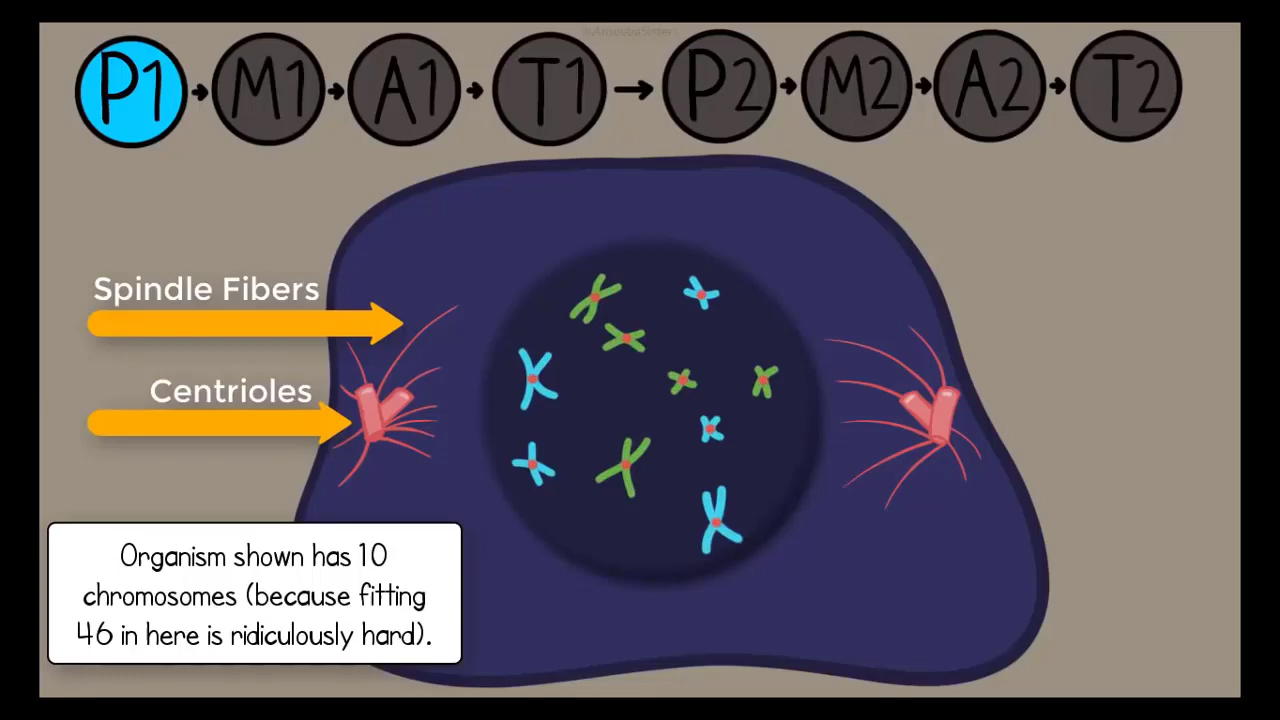 @AmoebaSisters
P1 M1 A1 T1 P2 M2 A2 T2
Spindle Fibers
Centrioles
Organism shown has 10
chromosomes (because fitting
46 in here is ridiculously hard).